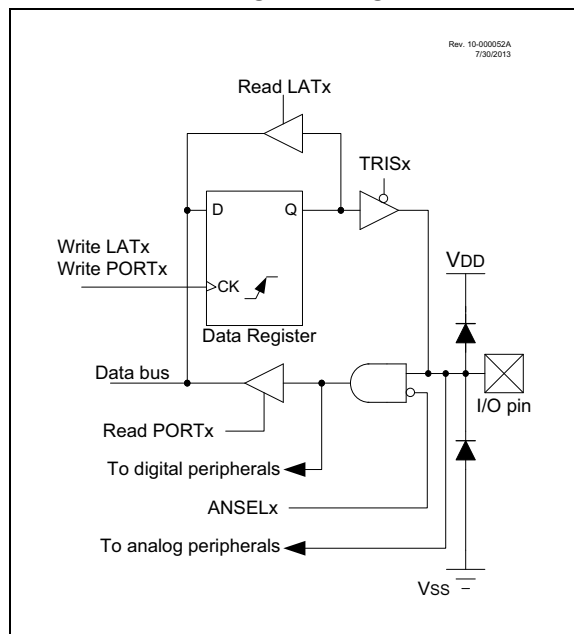 Rev. 10-000052A
7/30/2013
Read LATx
TRISx
D
Q
Write LATx
Write PORTx
CK
VDD
Data Register
Data bus
I/O pin
Read PORTx
To digital peripherals
ANSELx
To analog peripherals
VSS